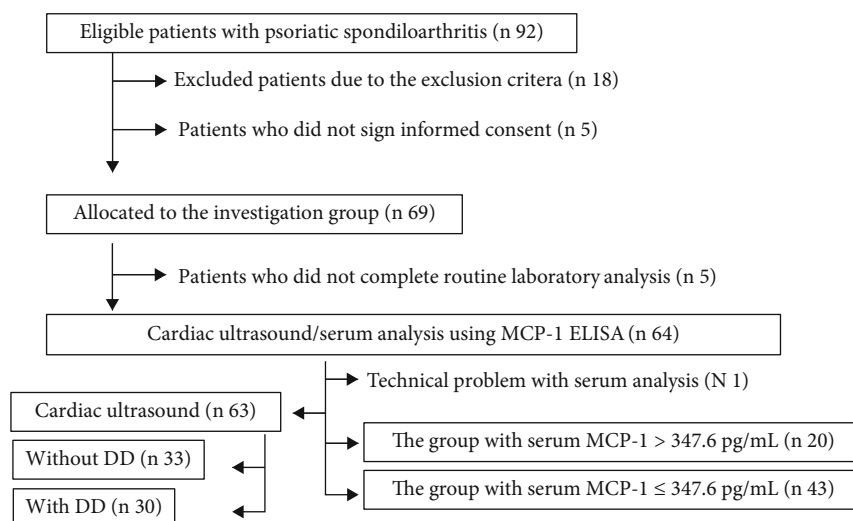 Eligible patients with psoriatic spondiloarthritis (n 92)
Excluded patients due to the exclusion critera (n 18)
Patients who did not sign informed consent (n 5)
Allocated to the investigation group (n 69)
Patients who did not complete routine laboratory analysis (n 5)
Cardiac ultrasound/serum analysis using MCP-1 ELISA (n 64)
Technical problem with serum analysis (N 1)
Cardiac ultrasound (n 63)
The group with serum MCP-1 > 347.6 pg/mL (n 20)
Without DD (n 33)
The group with serum MCP-1 ≤ 347.6 pg/mL (n 43)
With DD (n 30)